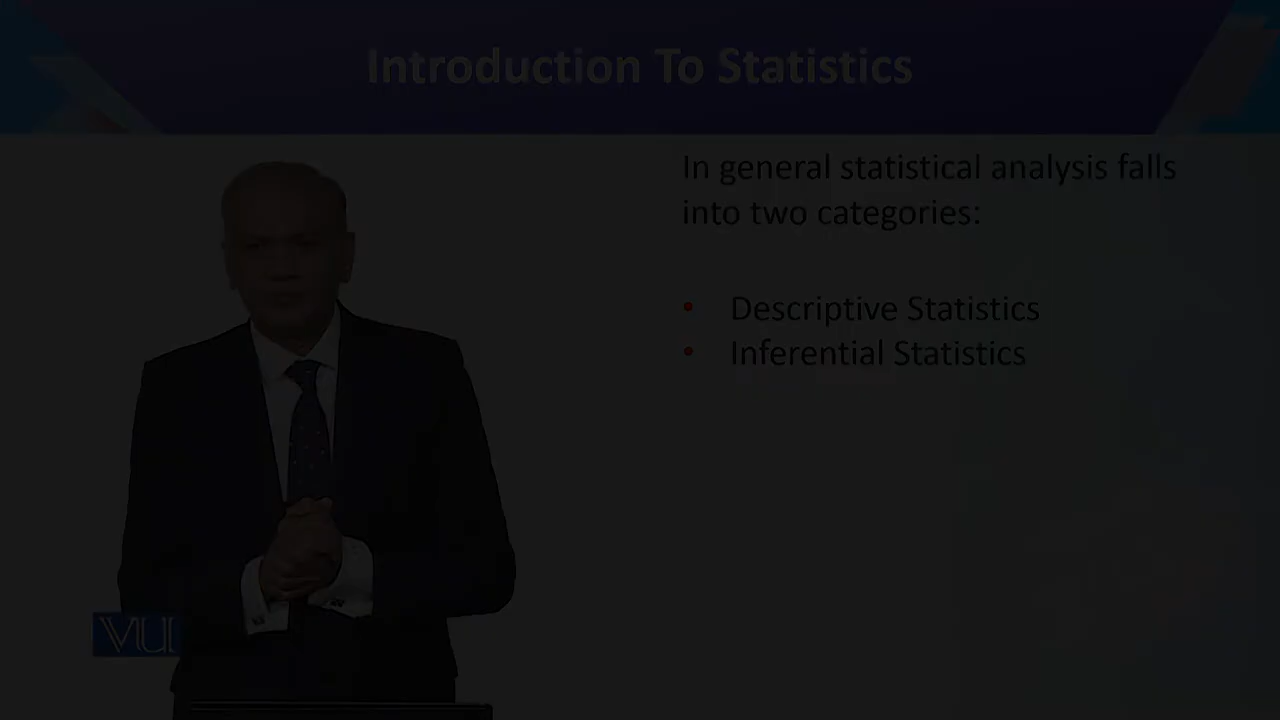 Introduction To Statistics
In general statistical analysis falls
into two categories:
• Descriptive Statistics
• Inferential Statistics
VU